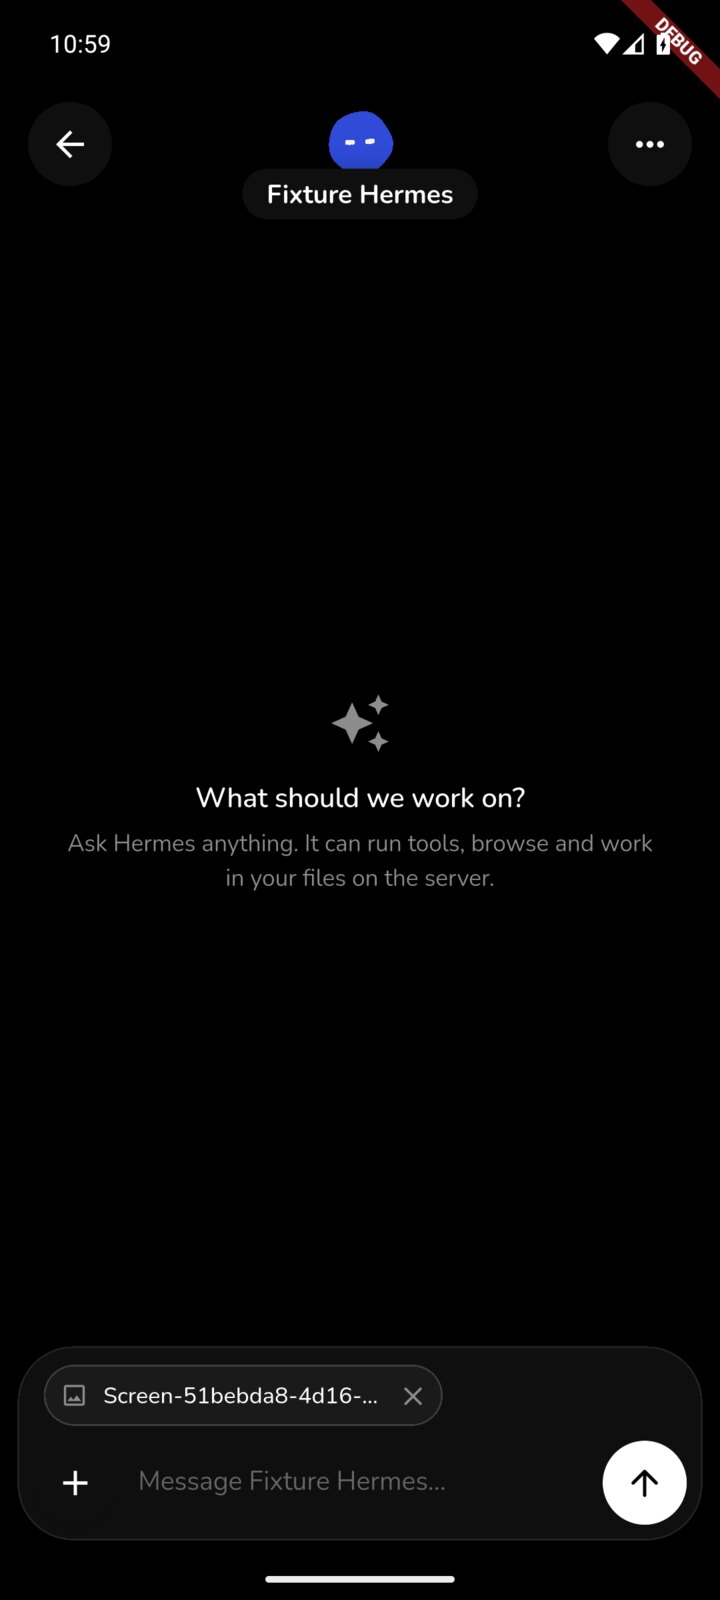 10:59
DEBUG
Fixture Hermes
What should we work on?
Ask Hermes anything. It can run tools, browse and work
in your files on the server.
Screen-51bebda8-4d16-...
Message Fixture Hermes...